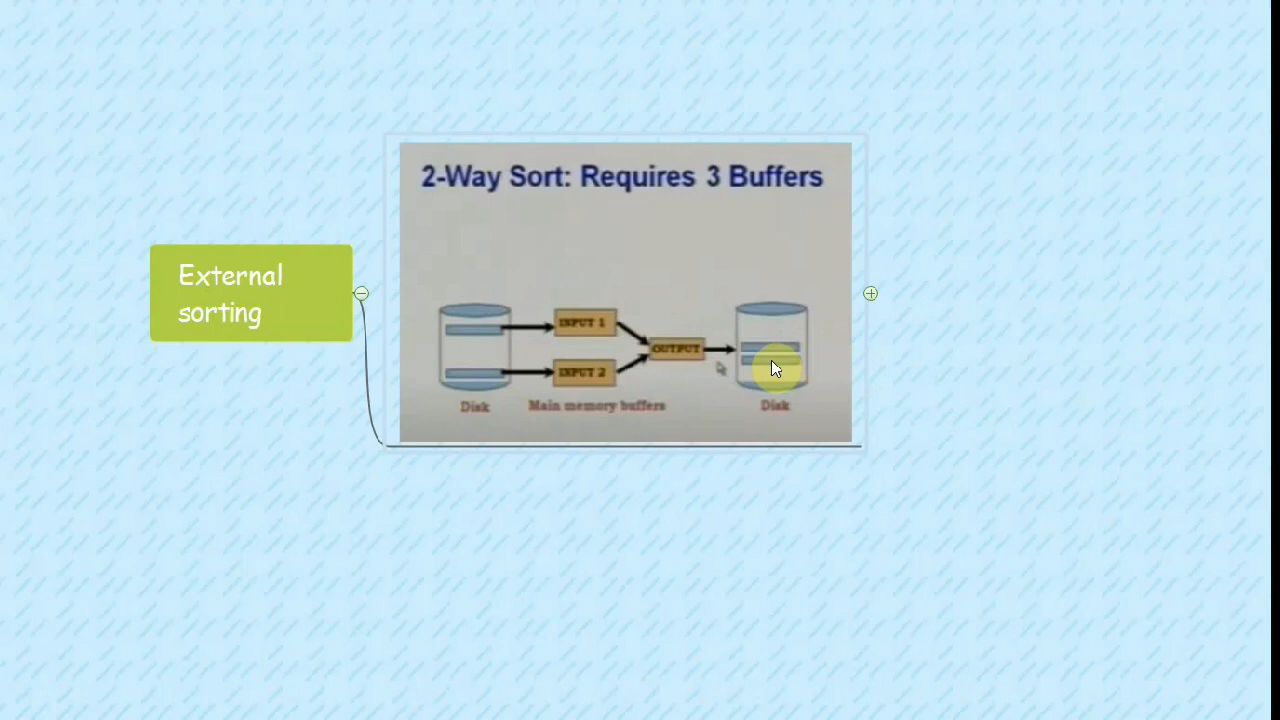 2-Way Sort: Requires 3 Buffers
External
sorting
INPUT 1
OUTPUT
INPUT 2
Disk
Main memory buffers
Disk